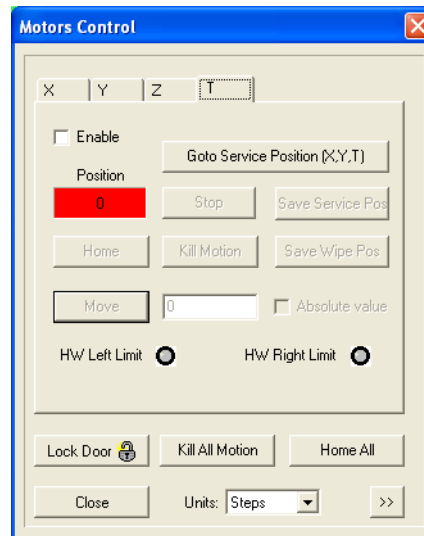 Motors Control
X Y Z T
Enable
Goto Service Position (X,Y,T)
Position
0 Stop Save Service Pos
Home Kill Motion Save Wipe Pos
Move 0 Absolute value
HW Left Limit HW Right Limit
Lock Door Kill All Motion Home All
Close Units: Steps >>